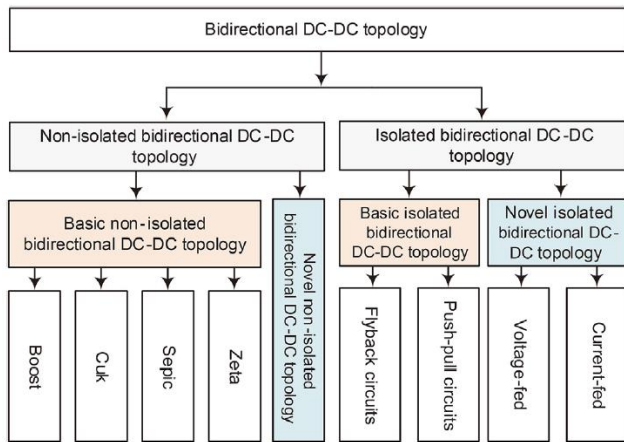 Bidirectional DC-DC topology
Non-isolated bidirectional DC-DC
topology
Isolated bidirectional DC-DC
topology
Basic non-isolated
bidirectional DC-DC topology
Novel non-isolated
bidirectional DC-DC topology
Basic isolated
bidirectional
DC-DC topology
Novel isolated
bidirectional DC-
DC topology
Boost
Cuk
Sepic
Zeta
Flyback circuits
Push-pull circuits
Voltage-fed
Current-fed